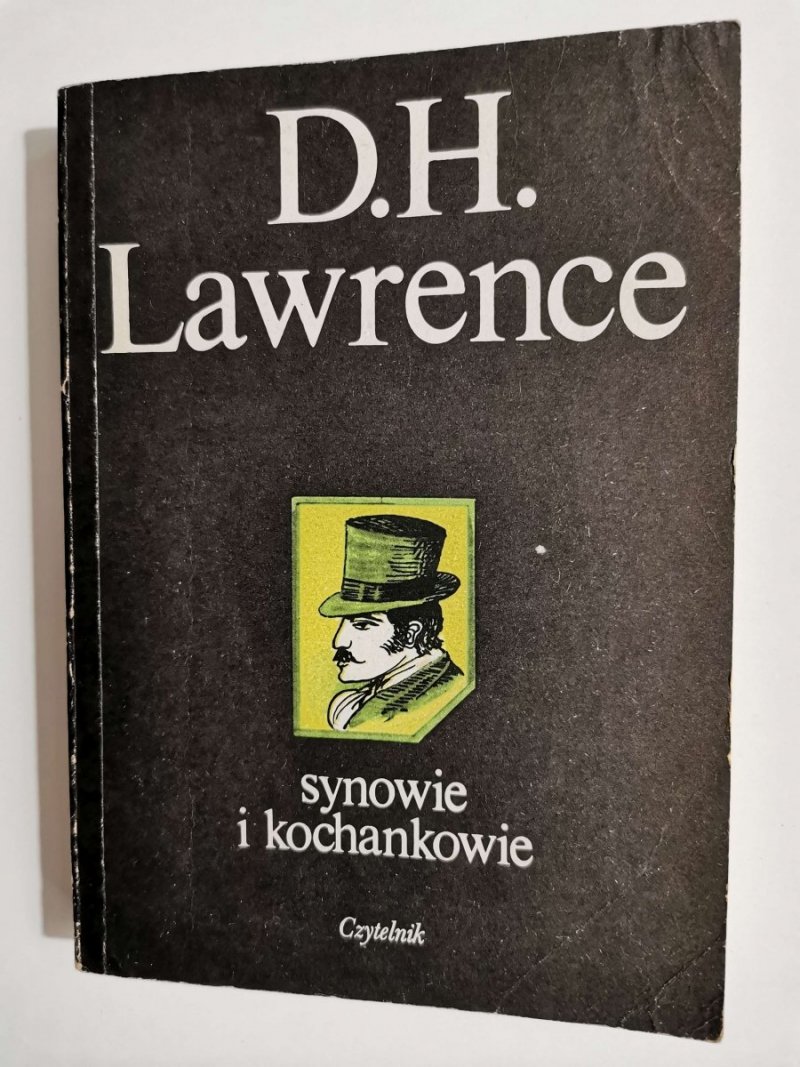 D.H.
Lawrence
synowie
i kochankowie
Czytelnik